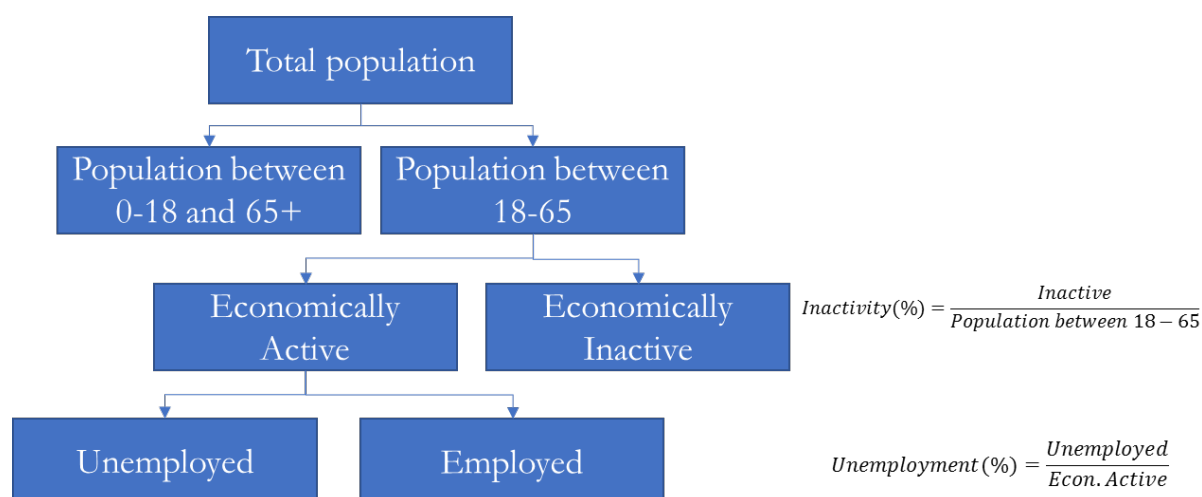 Total population
Population between
0-18 and 65+
Population between
18-65
Economically
Active
Economically
Inactive
Inactivity(%) = Inactive / Population between 18 − 65
Unemployed
Employed
Unemployment(%) = Unemployed / Econ. Active